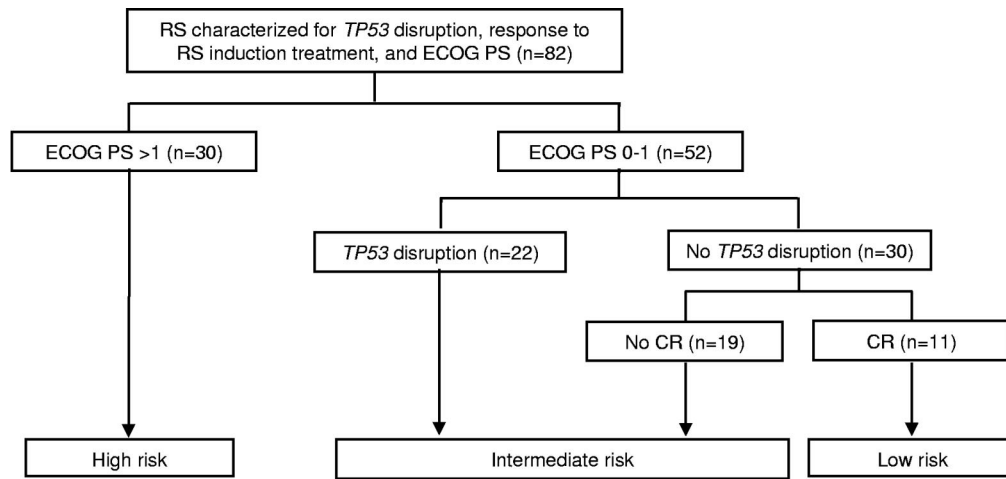 RS characterized for TP53 disruption, response to
RS induction treatment, and ECOG PS (n=82)
ECOG PS >1 (n=30)
ECOG PS 0-1 (n=52)
TP53 disruption (n=22)
No TP53 disruption (n=30)
No CR (n=19)
CR (n=11)
High risk
Intermediate risk
Low risk